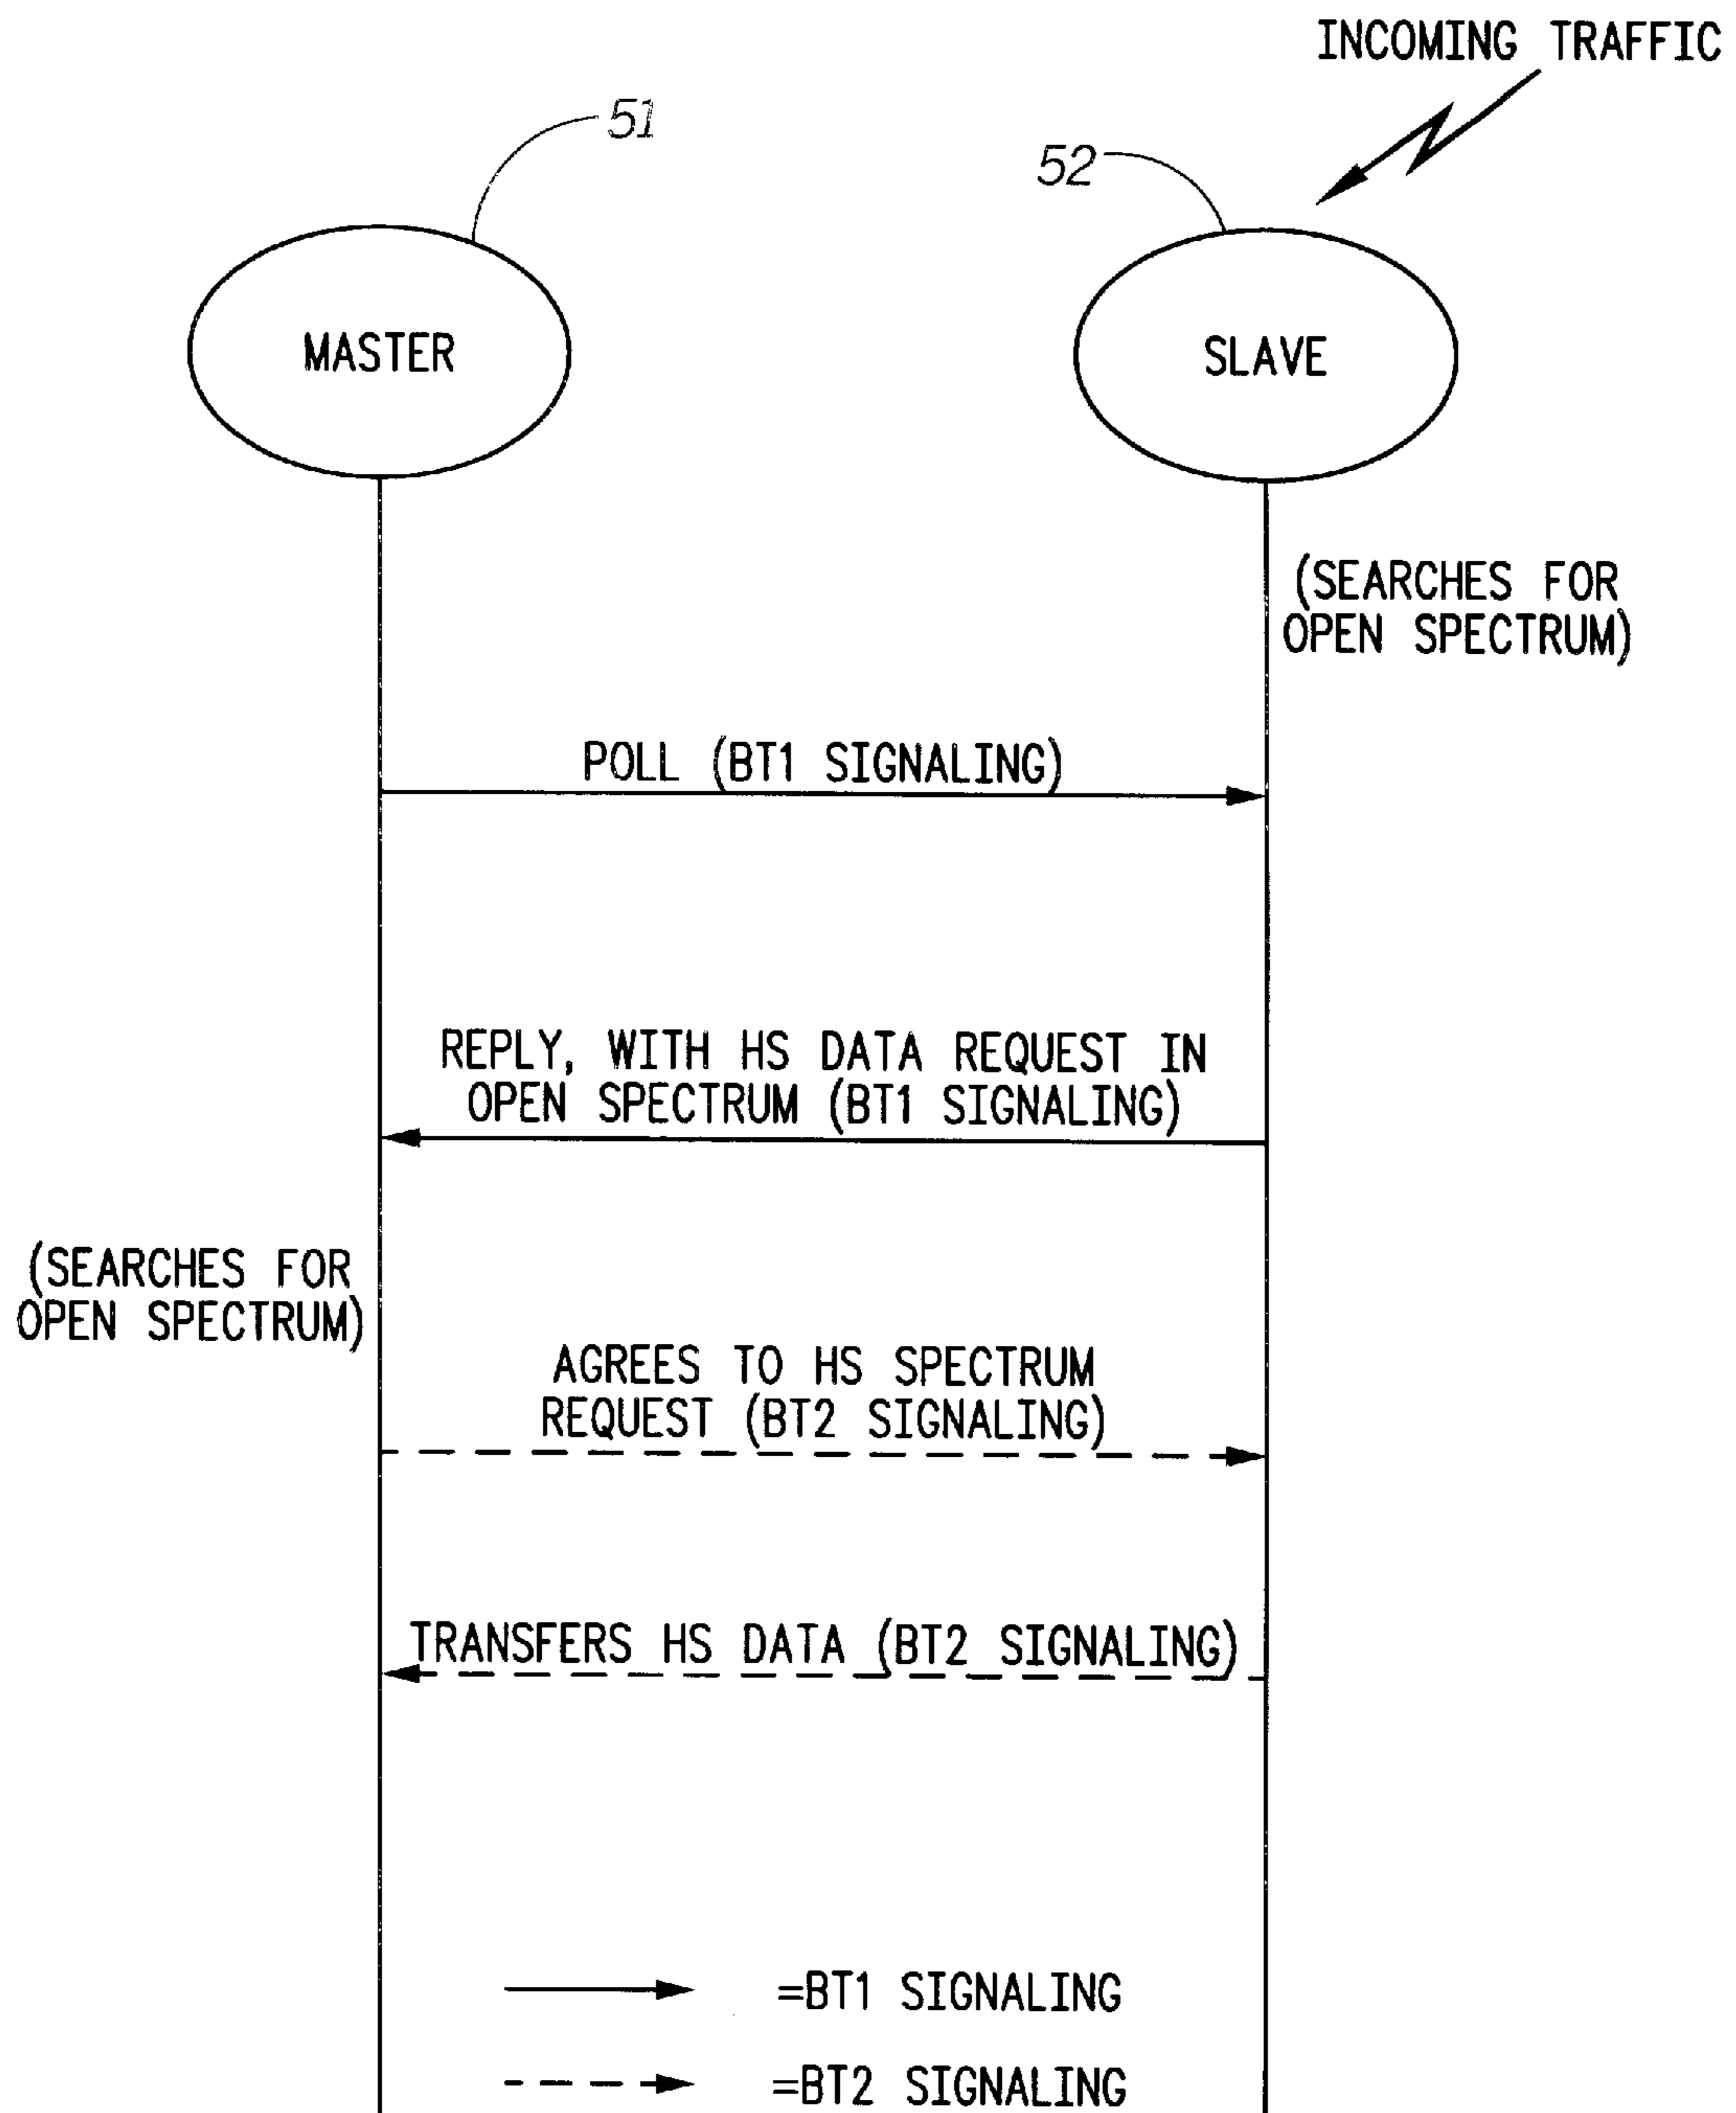 INCOMING TRAFFIC
51
52
MASTER
SLAVE
(SEARCHES FOR
OPEN SPECTRUM)
POLL (BT1 SIGNALING)
REPLY, WITH HS DATA REQUEST IN
OPEN SPECTRUM (BT1 SIGNALING)
(SEARCHES FOR
OPEN SPECTRUM)
AGREES TO HS SPECTRUM
REQUEST (BT2 SIGNALING)
TRANSFERS HS DATA (BT2 SIGNALING)
=BT1 SIGNALING
=BT2 SIGNALING